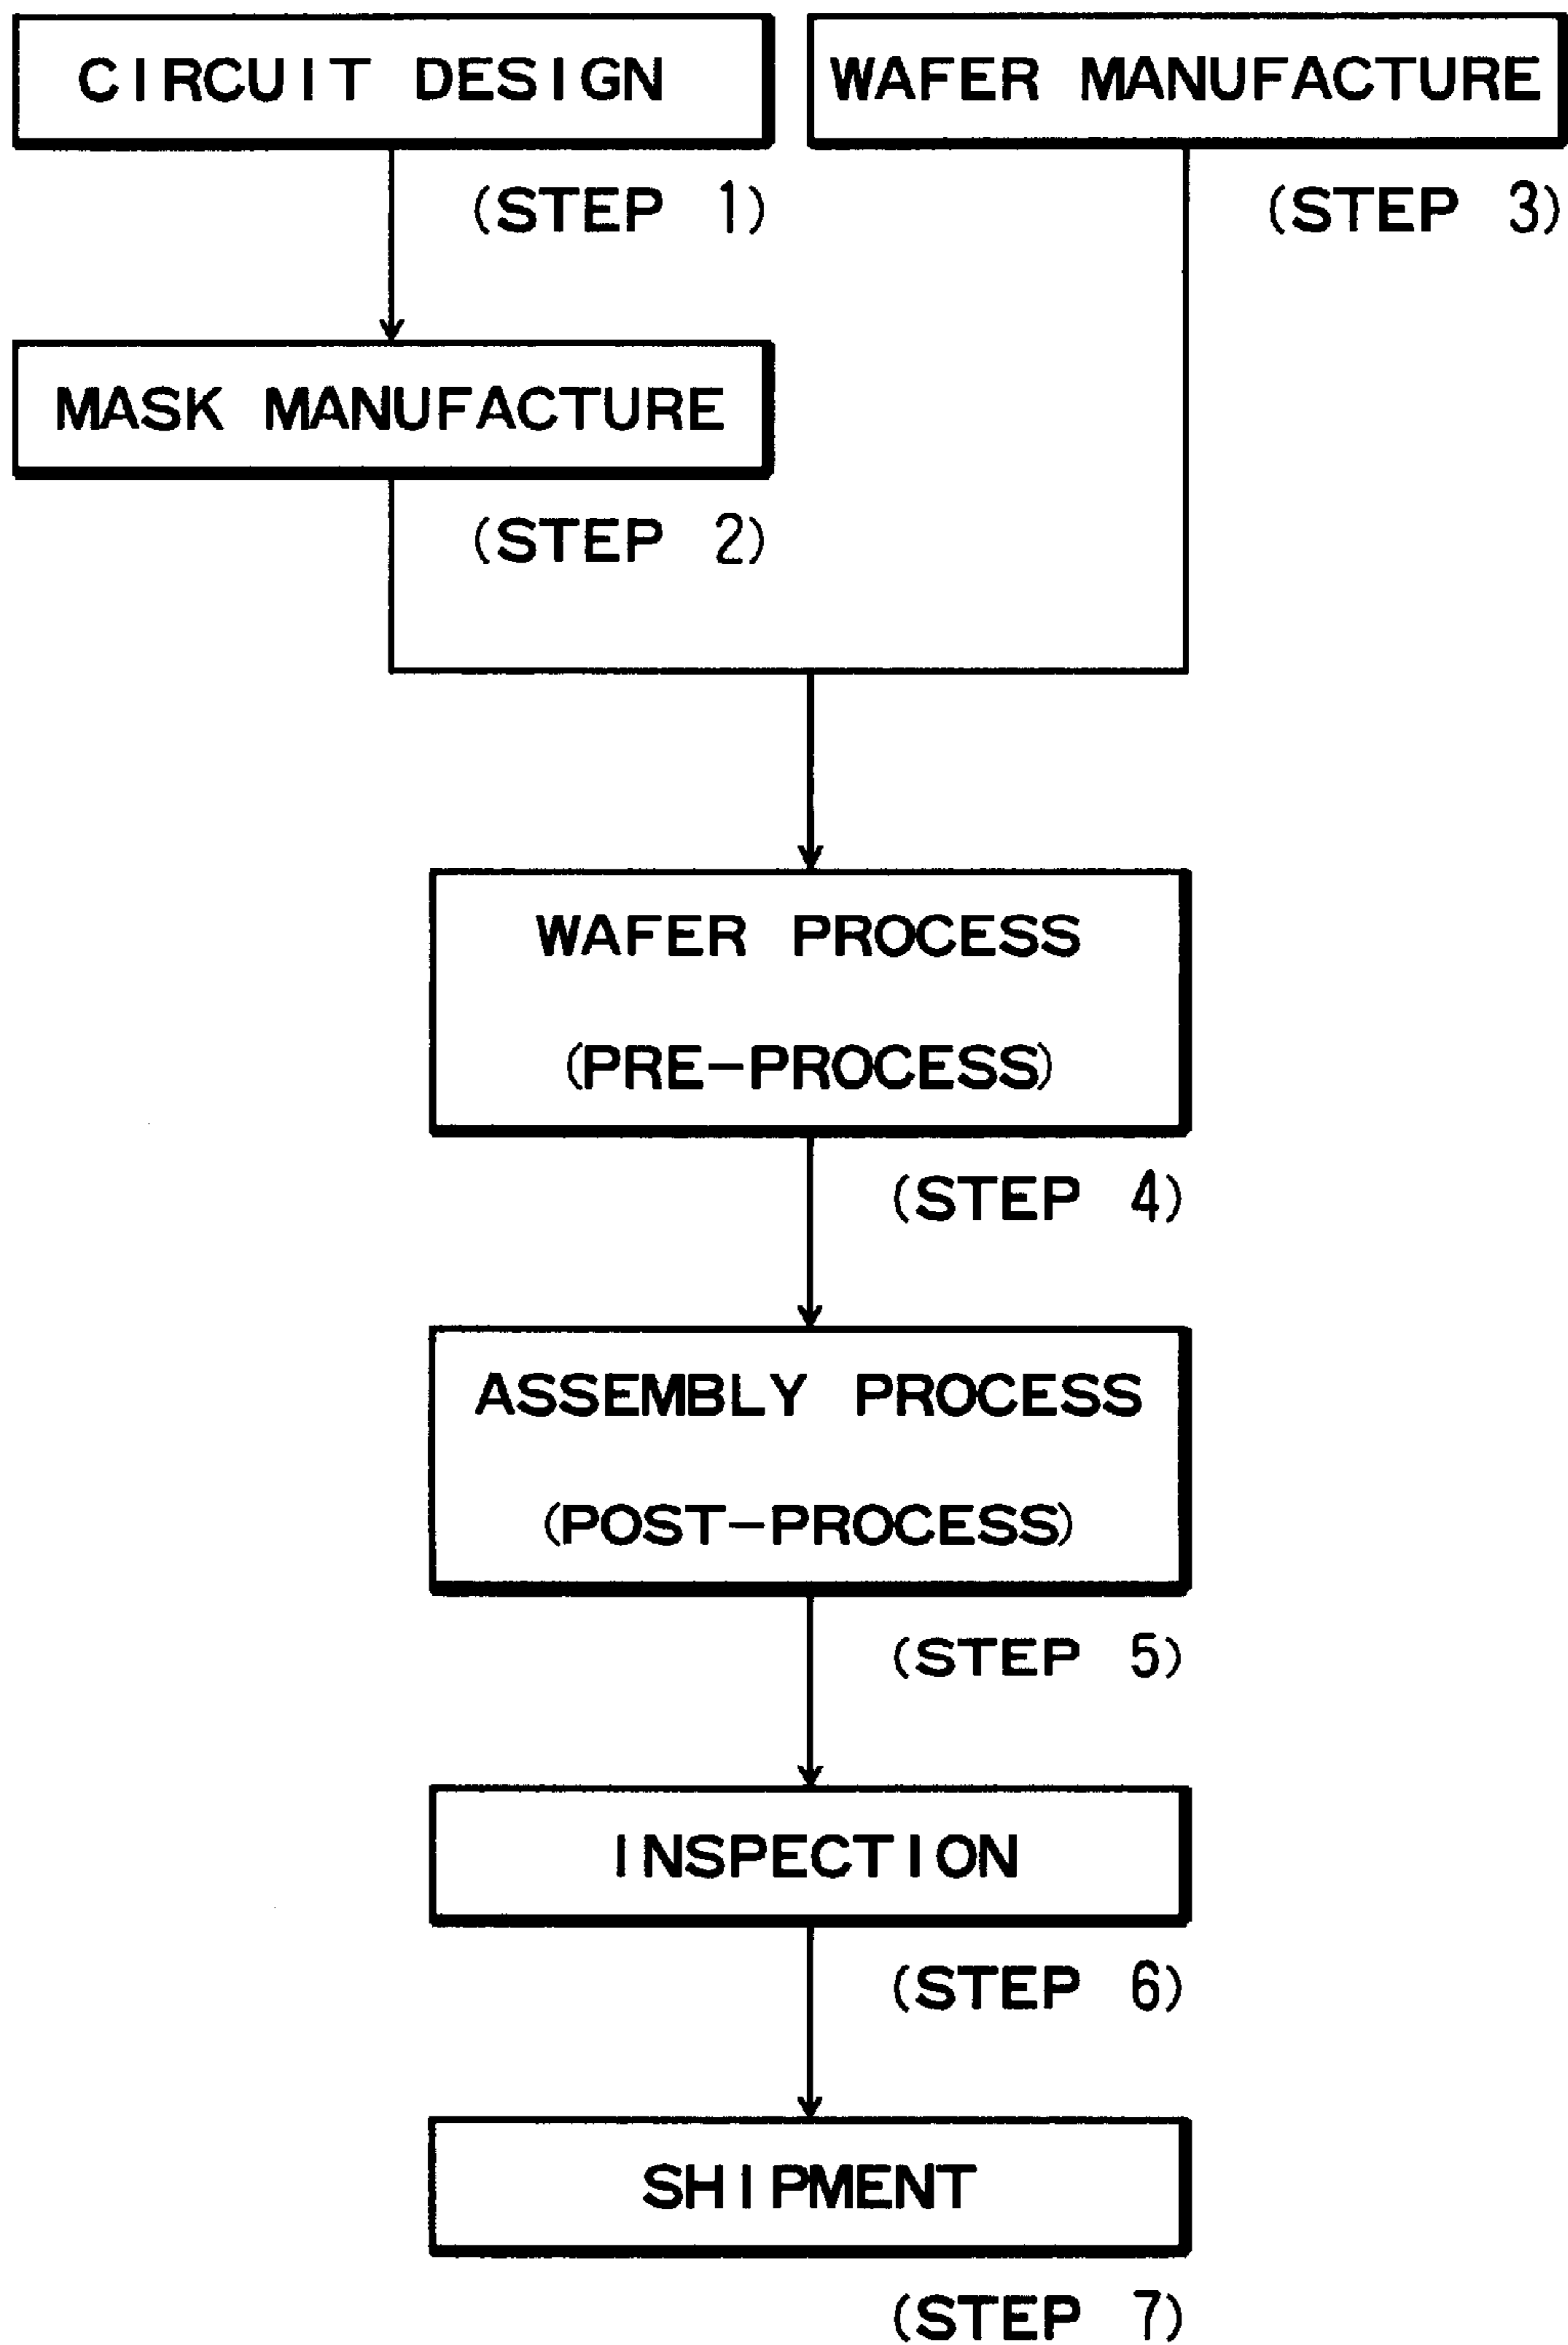 CIRCUIT DESIGN
(STEP 1)
WAFER MANUFACTURE
(STEP 3)
MASK MANUFACTURE
(STEP 2)
WAFER PROCESS
(PRE-PROCESS)
(STEP 4)
ASSEMBLY PROCESS
(POST-PROCESS)
(STEP 5)
INSPECTION
(STEP 6)
SHIPMENT
(STEP 7)